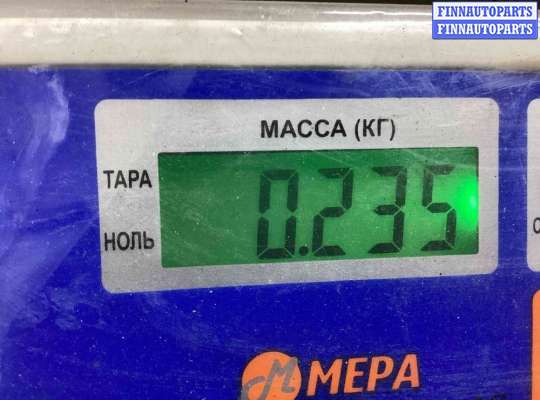 FINNAUTOPARTS
FINNAUTOPARTS
МАССА (КГ)
ТАРА
0.235
НОЛЬ
МЕРА